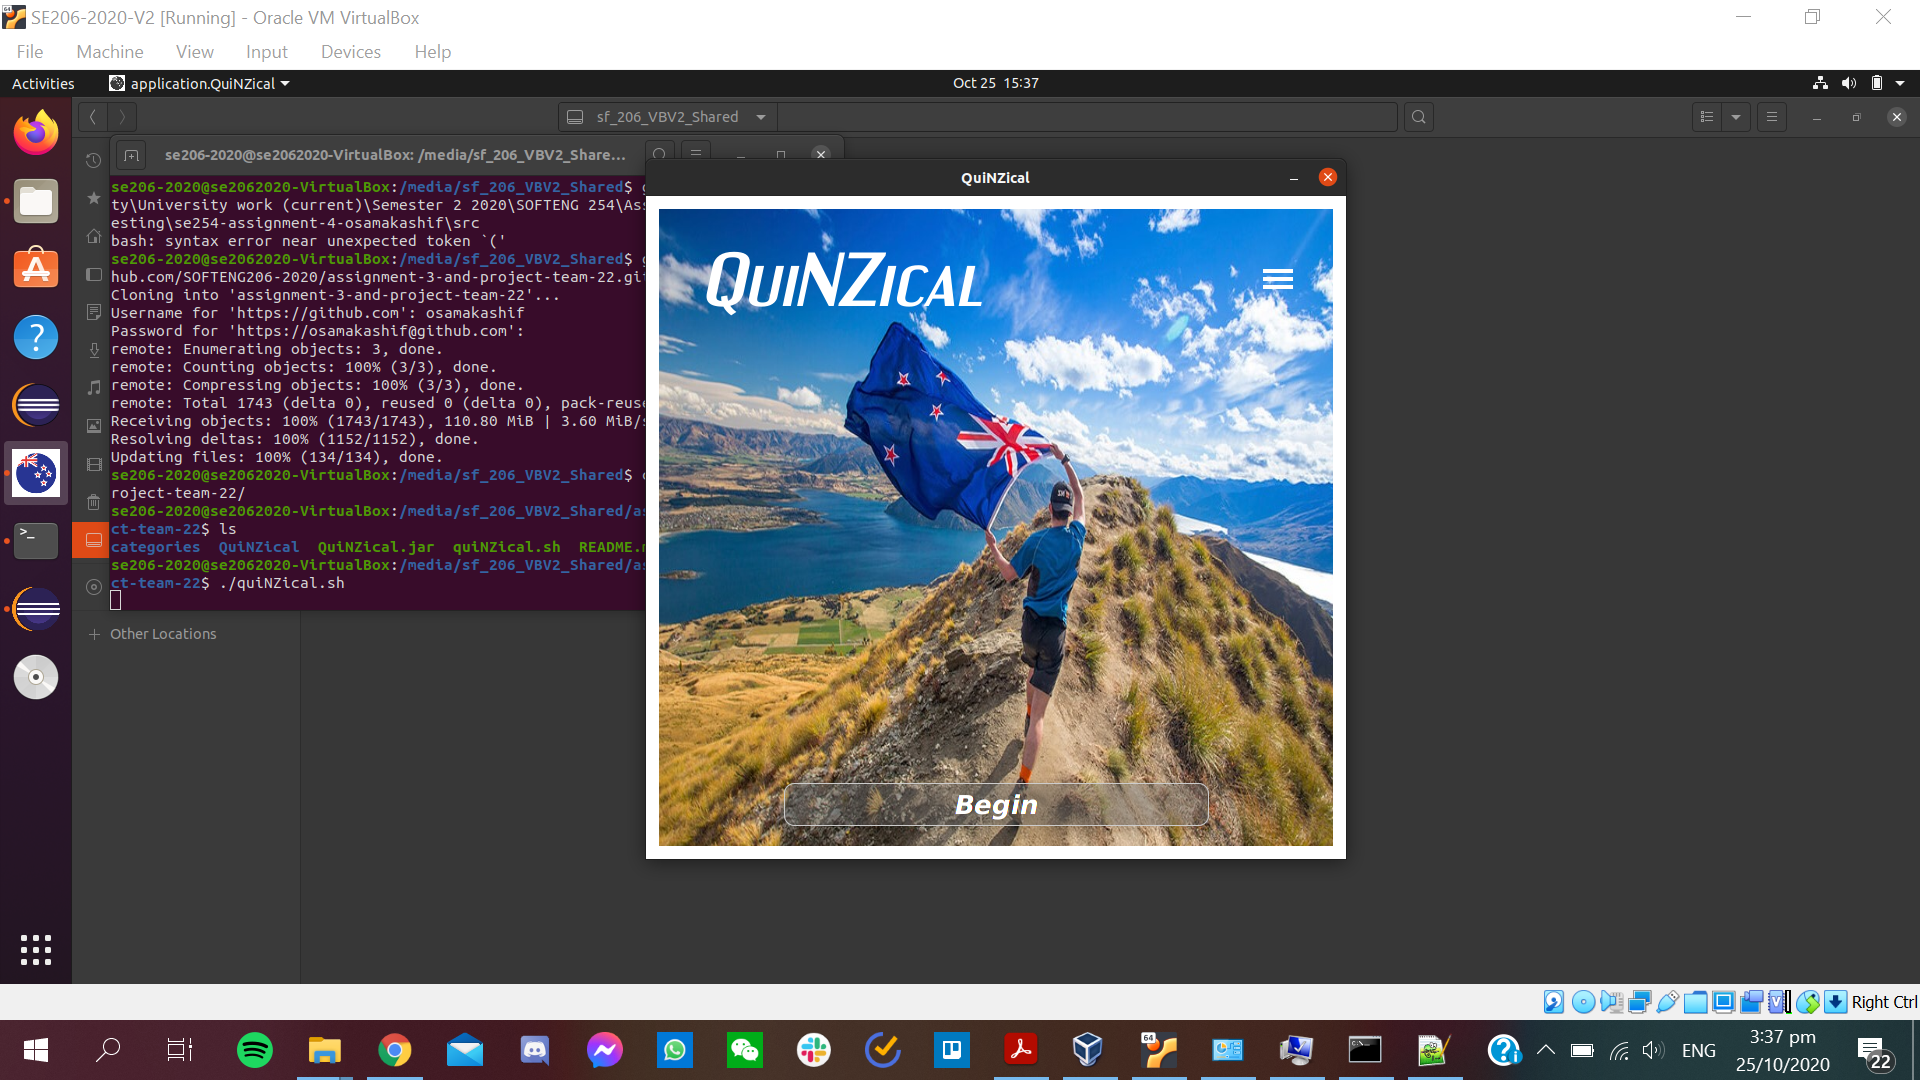 SE206-2020-V2 [Running] - Oracle VM VirtualBox
File Machine View Input Devices Help
Activities application.QuiNZical Oct 25 15:37
sf_206_VBV2_Shared
se206-2020@se2062020-VirtualBox: /media/sf_206_VBV2_Share...
se206-2020@se2062020-VirtualBox:/media/sf_206_VBV2_Shared$
ty\University work (current)\Semester 2 2020\SOFTENG 254\As
esting\se254-assignment-4-osamakashif\src
bash: syntax error near unexpected token `('
se206-2020@se2062020-VirtualBox:/media/sf_206_VBV2_Shared$
hub.com/SOFTENG206-2020/assignment-3-and-project-team-22.gi
Cloning into 'assignment-3-and-project-team-22'...
Username for 'https://github.com': osamakashif
Password for 'https://osamakashif@github.com':
remote: Enumerating objects: 3, done.
remote: Counting objects: 100% (3/3), done.
remote: Compressing objects: 100% (3/3), done.
remote: Total 1743 (delta 0), reused 0 (delta 0), pack-reuse
Receiving objects: 100% (1743/1743), 110.80 MiB | 3.60 MiB/
Resolving deltas: 100% (1152/1152), done.
Updating files: 100% (134/134), done.
se206-2020@se2062020-VirtualBox:/media/sf_206_VBV2_Shared$
roject-team-22/
se206-2020@se2062020-VirtualBox:/media/sf_206_VBV2_Shared/as
ct-team-22$ ls
categories QuiNZical QuiNZical.jar quiNZical.sh README.
se206-2020@se2062020-VirtualBox:/media/sf_206_VBV2_Shared/as
ct-team-22$ ./quiNZical.sh
Other Locations
QuiNZical
QUINZICAL
Begin
Right Ctrl
ENG
3:37 pm
25/10/2020
22